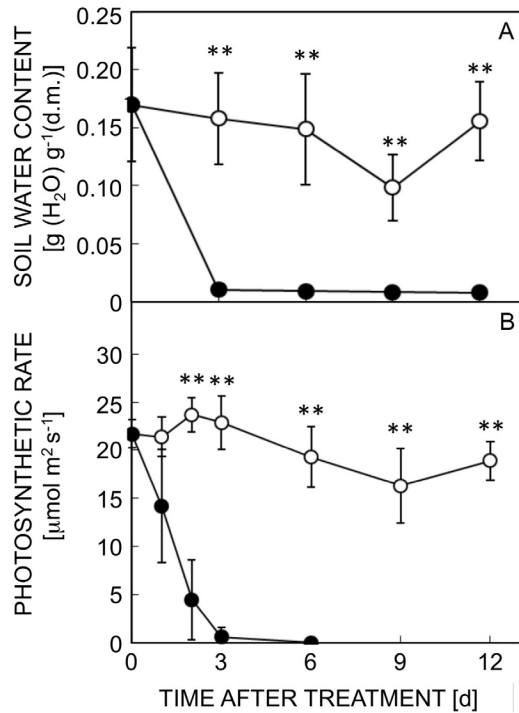 A
SOIL WATER CONTENT
[g (H₂O) g⁻¹(d.m.)]
0.25
0.20
0.15
0.10
0.05
0
** ** ** **
B
PHOTOSYNTHETIC RATE
[µmol m² s⁻¹]
30
25
20
15
10
5
0
** ** ** ** **
0 3 6 9 12
TIME AFTER TREATMENT [d]